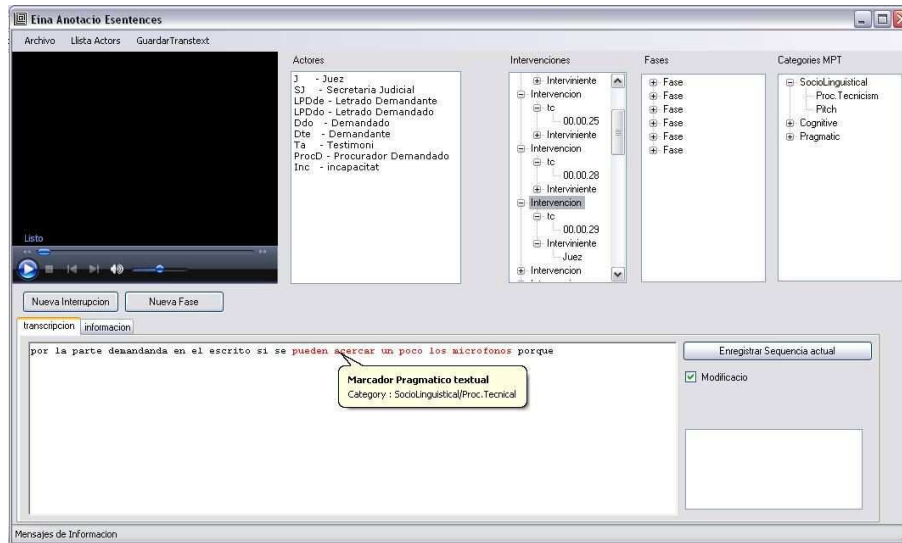 Eina Anotacio Esentences
Archivo Llista Actors GuardarTranstext
Listo
Actores
J - Juez
SJ - Secretaria Judicial
LPDde - Letrado Demandante
LPDdo - Letrado Demandado
Ddo - Demandado
Dte - Demandante
Ta - Testimoni
ProcD - Procurador Demandado
Inc - incapacitat
Intervenciones
Interviniente
Intervencion
tc
00.00.25
Interviniente
Intervencion
tc
00.00.28
Interviniente
Intervencion
tc
00.00.29
Interviniente
Juez
Intervencion
Fases
Fase
Fase
Fase
Fase
Fase
Fase
Categories MPT
SocioLinguistical
Proc.Tecnicism
Pitch
Cognitive
Pragmatic
Nueva Interrupcion Nueva Fase
transcripcion informacion
por la parte demandanda en el escrito si se pueden acercar un poco los microfonos porque
Marcador Pragmatico textual
Category : SocioLinguistical/Proc.Tecnical
Enregistrar Sequencia actual
Modificacio
Mensajes de Informacion